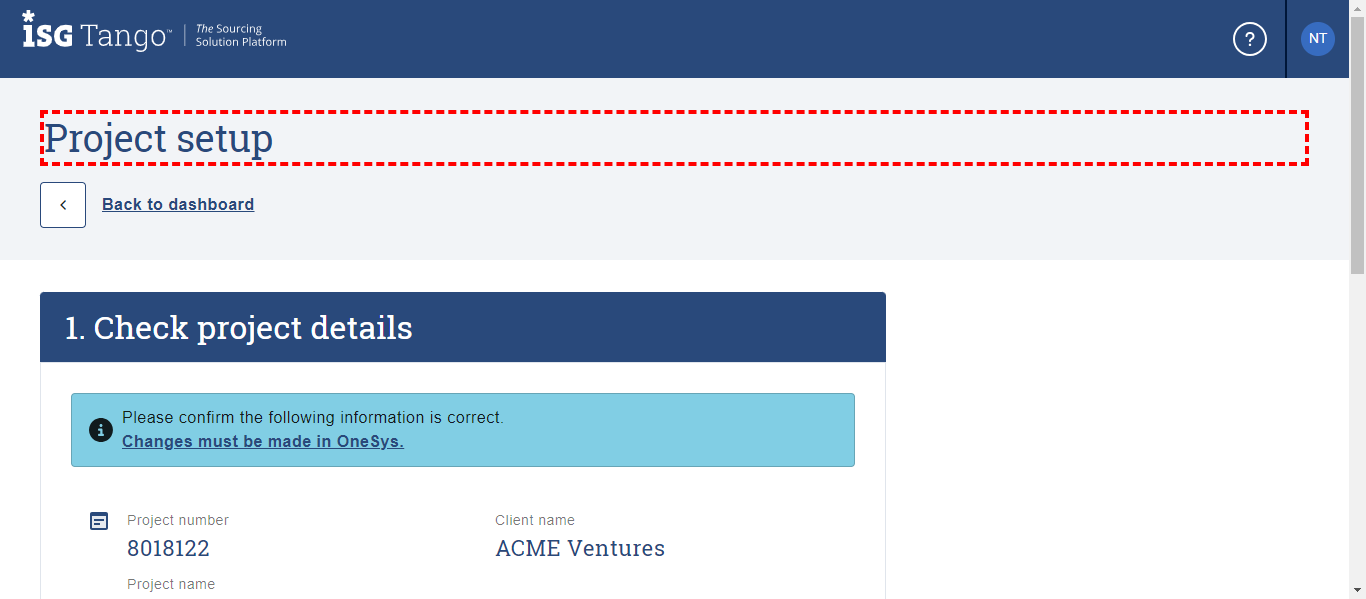 *
isG Tango™
The Sourcing
Solution Platform
?
NT
Project setup
Back to dashboard
1. Check project details
Please confirm the following information is correct.
Changes must be made in OneSys.
Project number
8018122
Client name
ACME Ventures
Project name